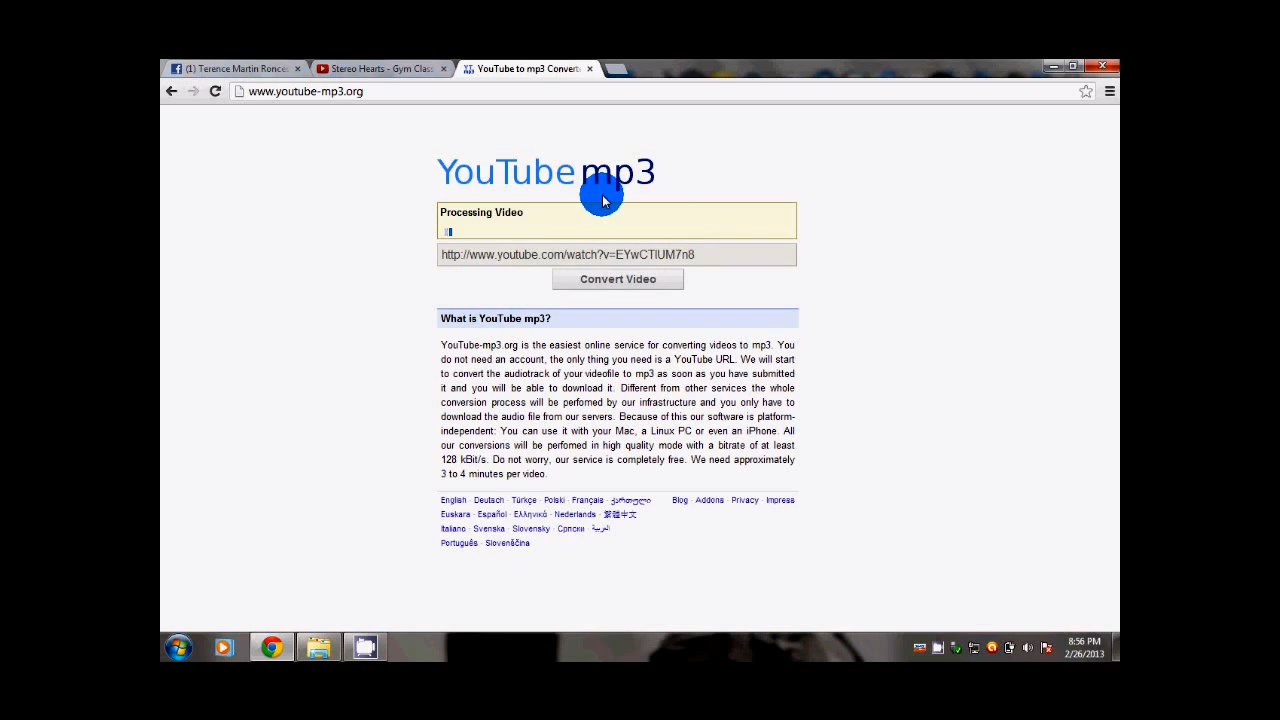 (1) Terence Martin Ronces
Stereo Hearts - Gym Class
YouTube to mp3 Converte
www.youtube-mp3.org
YouTube mp3
Processing Video
http://www.youtube.com/watch?v=EYwCTlUM7n8
Convert Video
What is YouTube mp3?
YouTube-mp3.org is the easiest online service for converting videos to mp3. You
do not need an account, the only thing you need is a YouTube URL. We will start
to convert the audiotrack of your videofile to mp3 as soon as you have submitted
it and you will be able to download it. Different from other services the whole
conversion process will be perfomed by our infrastructure and you only have to
download the audio file from our servers. Because of this our software is platform-
independent: You can use it with your Mac, a Linux PC or even an iPhone. All
our conversions will be perfomed in high quality mode with a bitrate of at least
128 kBit/s. Do not worry, our service is completely free. We need approximately
3 to 4 minutes per video.
English · Deutsch · Türkçe · Polski · Français · ქართული
Blog · Addons · Privacy · Impress
Euskara · Español · Ελληνικά · Nederlands · 繁體中文
Italiano · Svenska · Slovensky · Српски · العربية
Português · Slovenščina
8:56 PM
2/26/2013